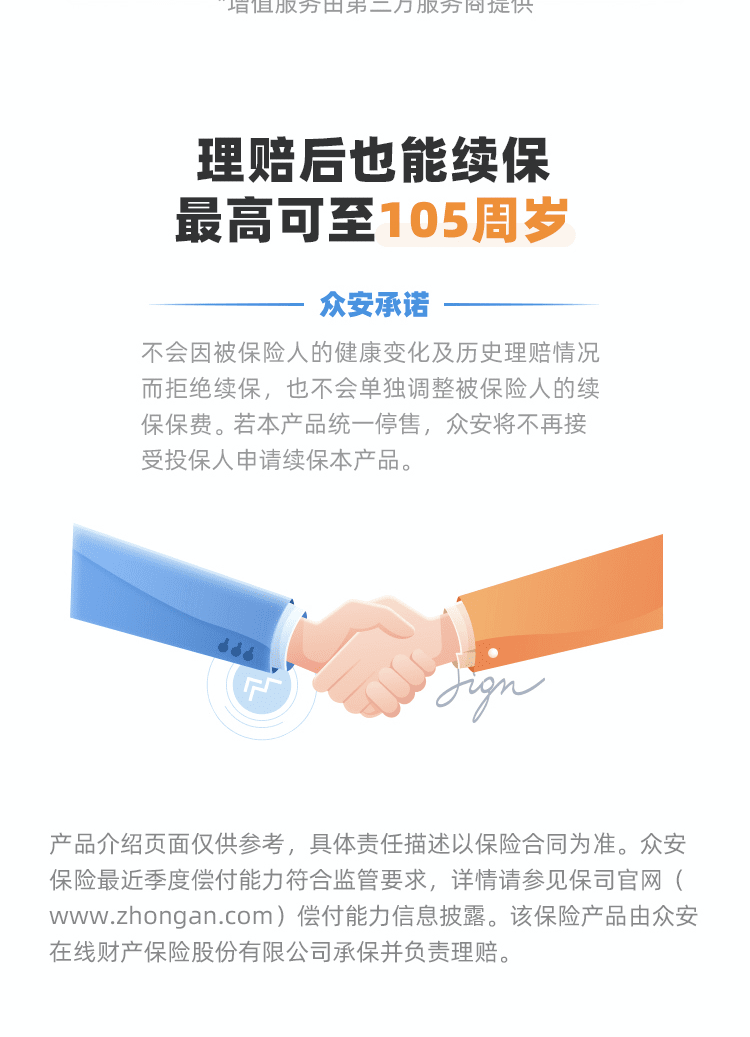 *增值服务由第三方服务商提供
理赔后也能续保
最高可至105周岁
众安承诺
不会因被保险人的健康变化及历史理赔情况
而拒绝续保，也不会单独调整被保险人的续
保保费。若本产品统一停售，众安将不再接
受投保人申请续保本产品。
Sign
产品介绍页面仅供参考，具体责任描述以保险合同为准。众安
保险最近季度偿付能力符合监管要求，详情请参见保司官网（
www.zhongan.com）偿付能力信息披露。该保险产品由众安
在线财产保险股份有限公司承保并负责理赔。